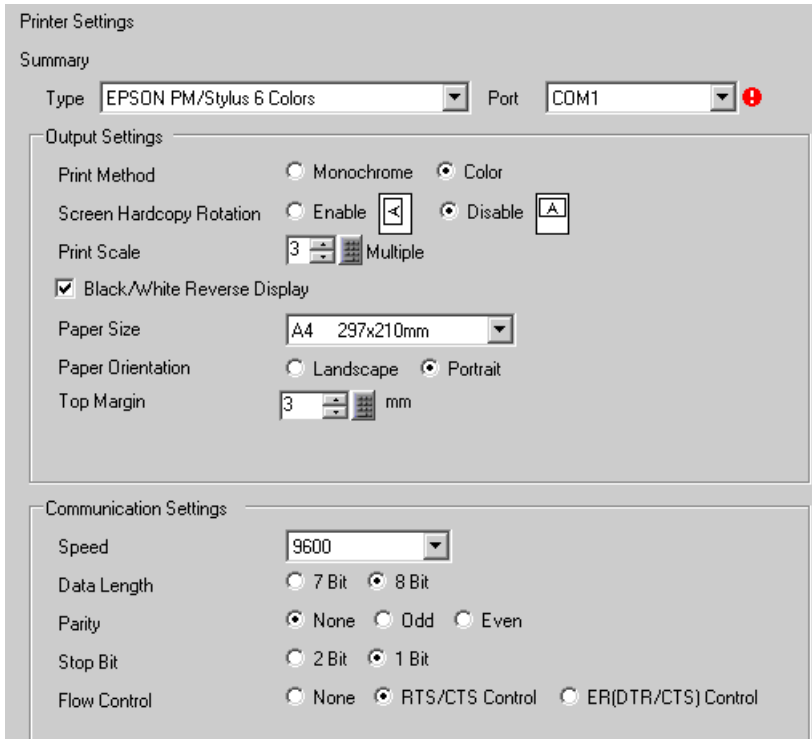 Printer Settings
Summary
Type EPSON PM/Stylus 6 Colors Port COM1
Output Settings
Print Method Monochrome Color
Screen Hardcopy Rotation Enable A Disable A
Print Scale 3 Multiple
Black/White Reverse Display
Paper Size A4 297x210mm
Paper Orientation Landscape Portrait
Top Margin 3 mm
Communication Settings
Speed 9600
Data Length 7 Bit 8 Bit
Parity None Odd Even
Stop Bit 2 Bit 1 Bit
Flow Control None RTS/CTS Control ER(DTR/CTS) Control